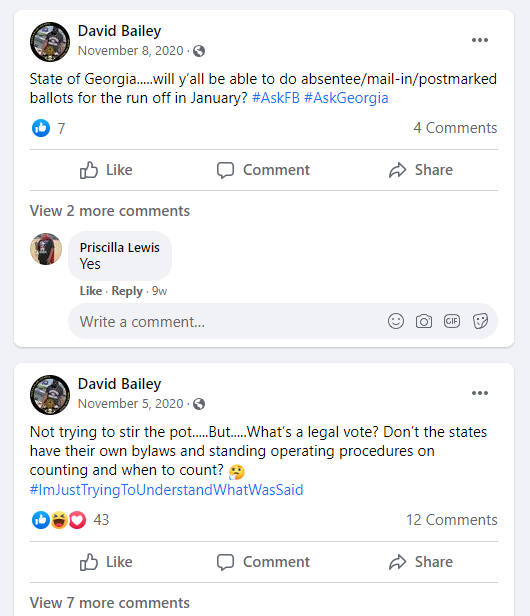 David Bailey
November 8, 2020 ·
State of Georgia.....will y'all be able to do absentee/mail-in/postmarked
ballots for the run off in January? #AskFB #AskGeorgia
7
4 Comments
Like
Comment
Share
View 2 more comments
Priscilla Lewis
Yes
Like · Reply · 9w
Write a comment...
GIF
David Bailey
November 5, 2020 ·
Not trying to stir the pot.....But.....What's a legal vote? Don't the states
have their own bylaws and standing operating procedures on
counting and when to count? 🤔
#ImJustTryingToUnderstandWhatWasSaid
43
12 Comments
Like
Comment
Share
View 7 more comments